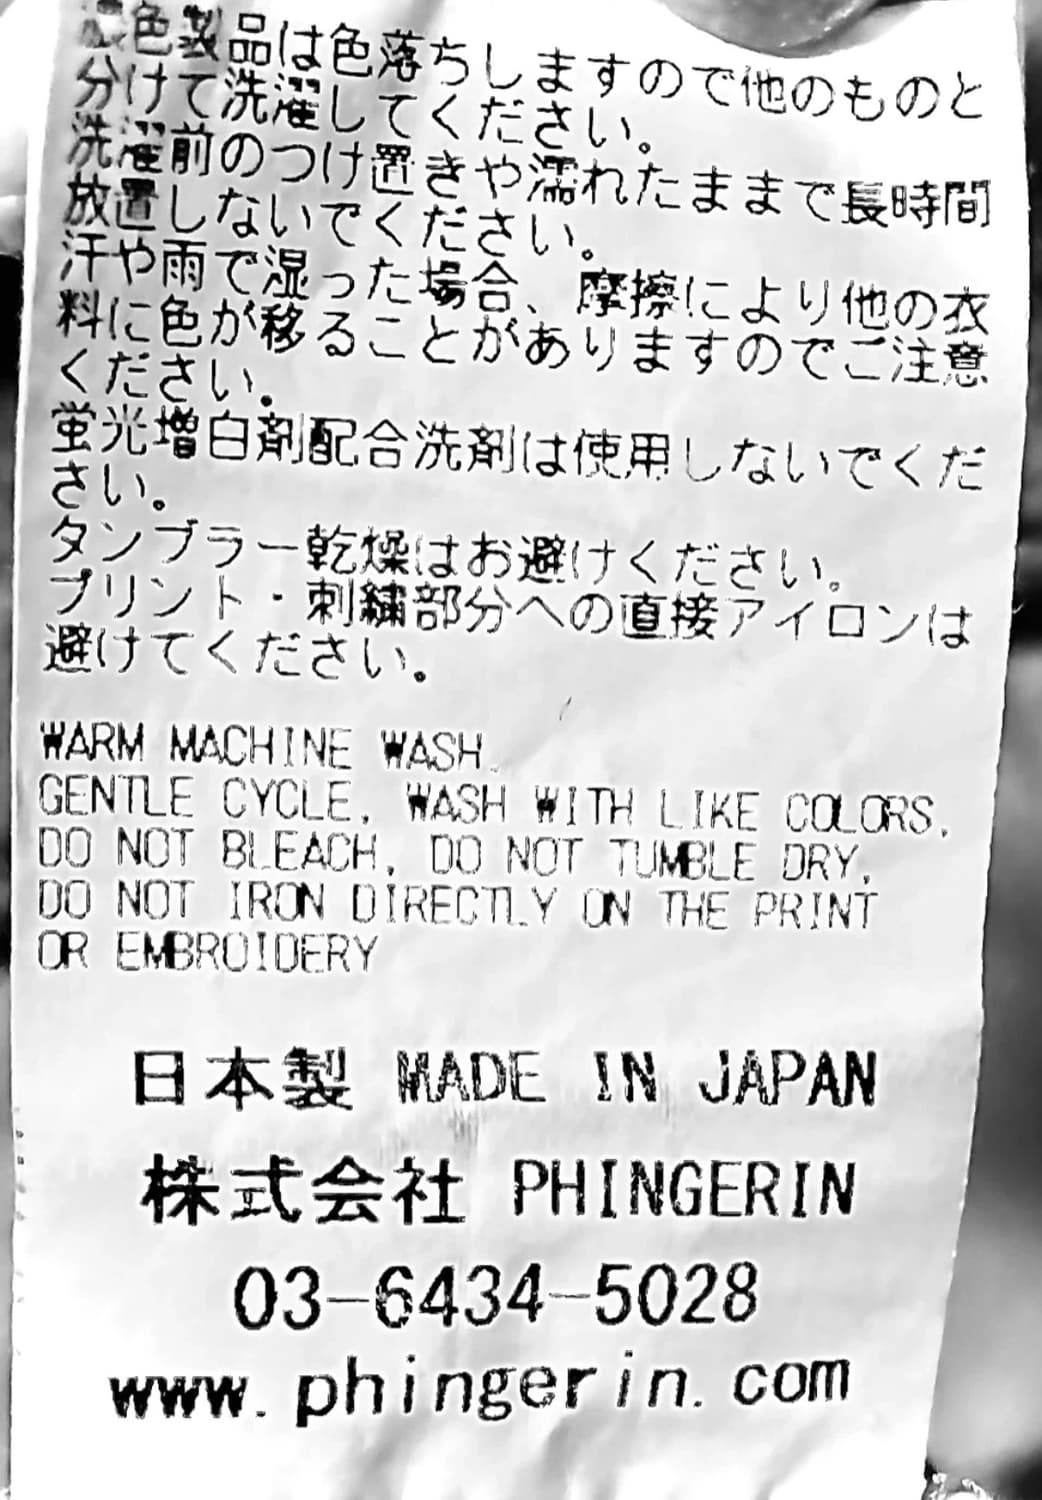 濃色製品は色落ちしますので他のものと
分けて洗濯してください。
洗濯前のつけ置きや濡れたままで長時間
放置しないでください。
汗や雨で湿った場合、摩擦により他の衣
料に色が移ることがありますのでご注意
ください。
蛍光増白剤配合洗剤は使用しないでくだ
さい。
タンブラー乾燥はお避けください。
プリント・刺繍部分への直接アイロンは
避けてください。
WARM MACHINE WASH.
GENTLE CYCLE, WASH WITH LIKE COLORS,
DO NOT BLEACH, DO NOT TUMBLE DRY,
DO NOT IRON DIRECTLY ON THE PRINT
OR EMBROIDERY
日本製 MADE IN JAPAN
株式会社 PHINGERIN
03-6434-5028
www.phingerin.com